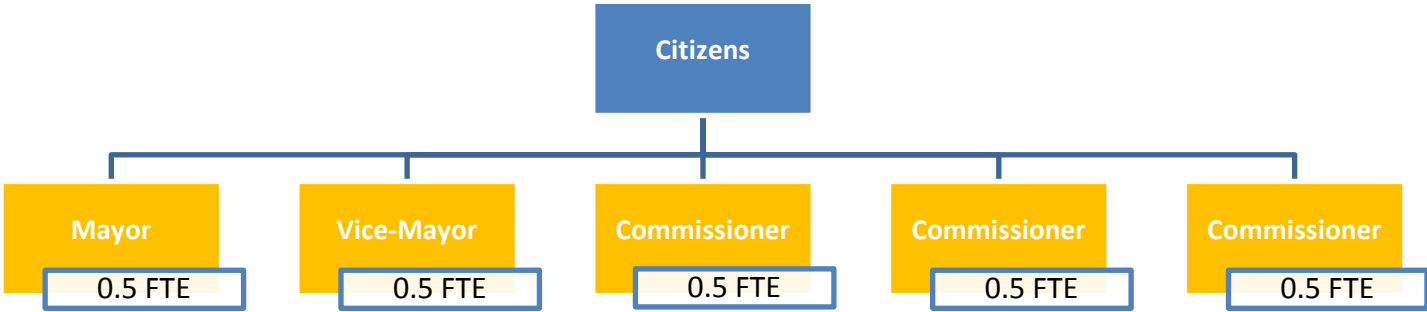 Citizens
Mayor
0.5 FTE
Vice-Mayor
0.5 FTE
Commissioner
0.5 FTE
Commissioner
0.5 FTE
Commissioner
0.5 FTE